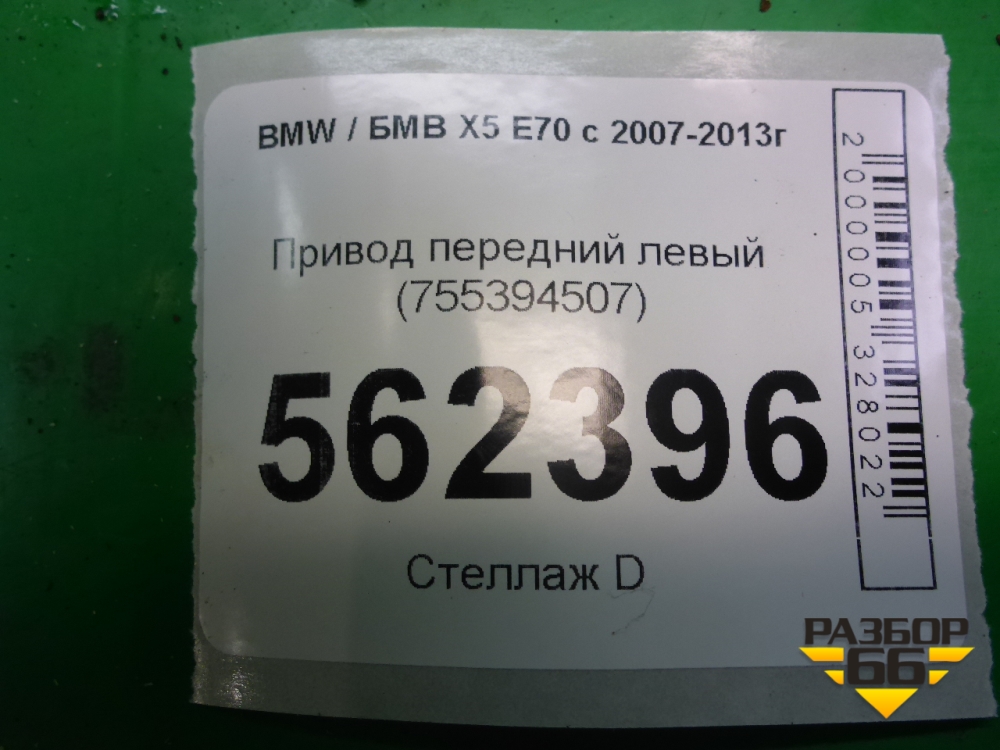 BMW / БМВ X5 E70 с 2007-2013г
Привод передний левый
(755394507)
562396
Стеллаж D
2000005328022
РАЗБОР
66